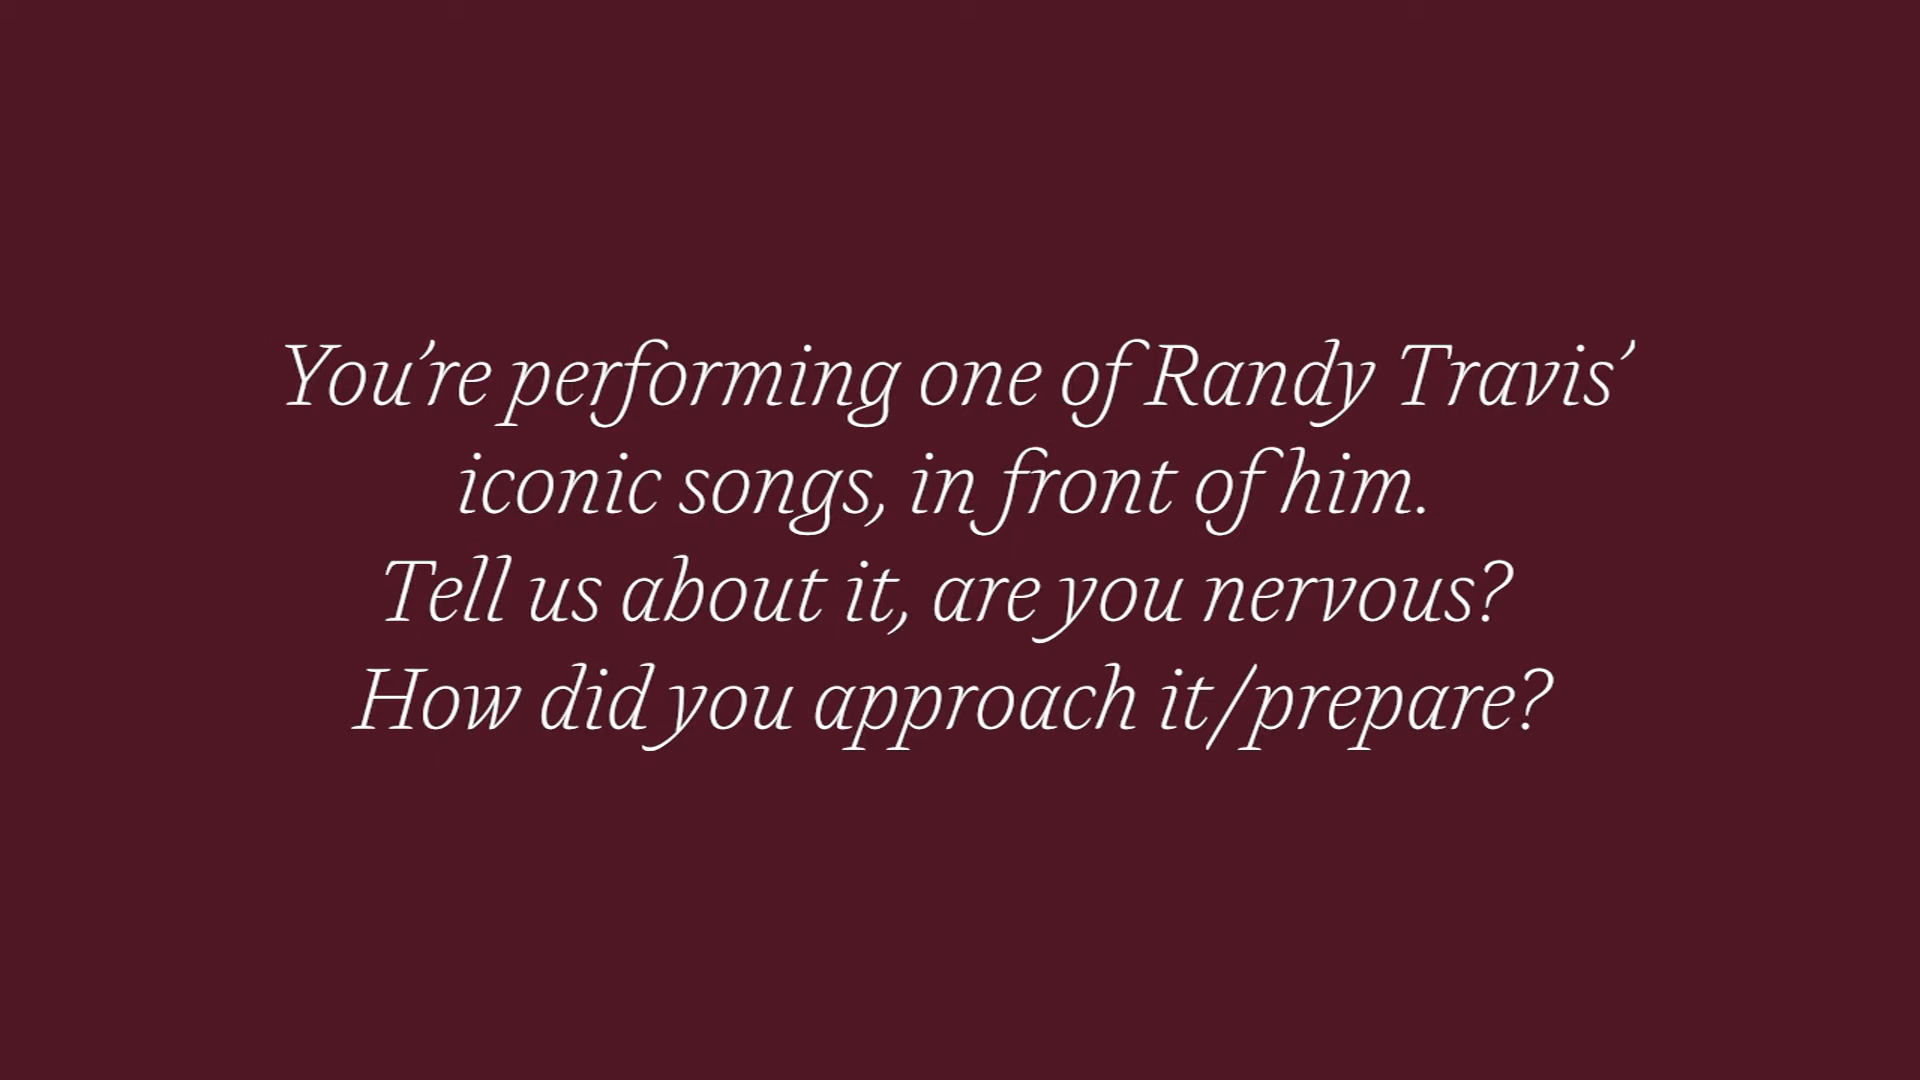 You’re performing one of Randy Travis’
iconic songs, in front of him.
Tell us about it, are you nervous?
How did you approach it/prepare?